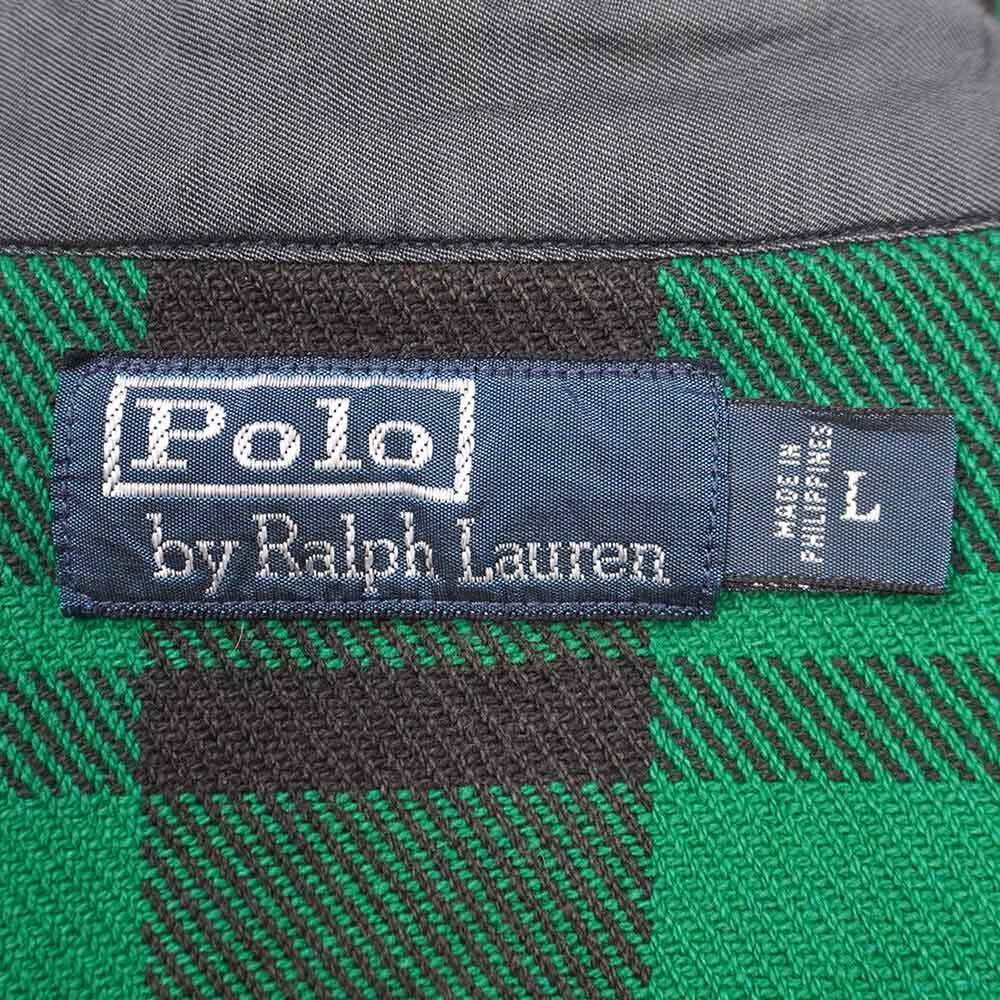 Polo
by Ralph Lauren
MADE IN
PHILIPPINES
L